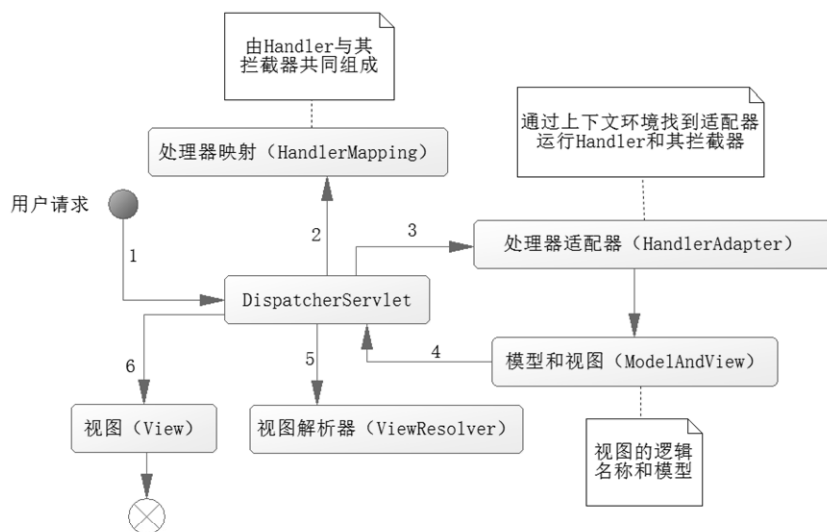 由Handler与其
拦截器共同组成
通过上下文环境找到适配器
运行Handler和其拦截器
处理器映射（HandlerMapping）
用户请求
1
2
3
处理器适配器（HandlerAdapter）
DispatcherServlet
4
5
6
模型和视图（ModelAndView）
视图（View）
视图解析器（ViewResolver）
视图的逻辑
名称和模型